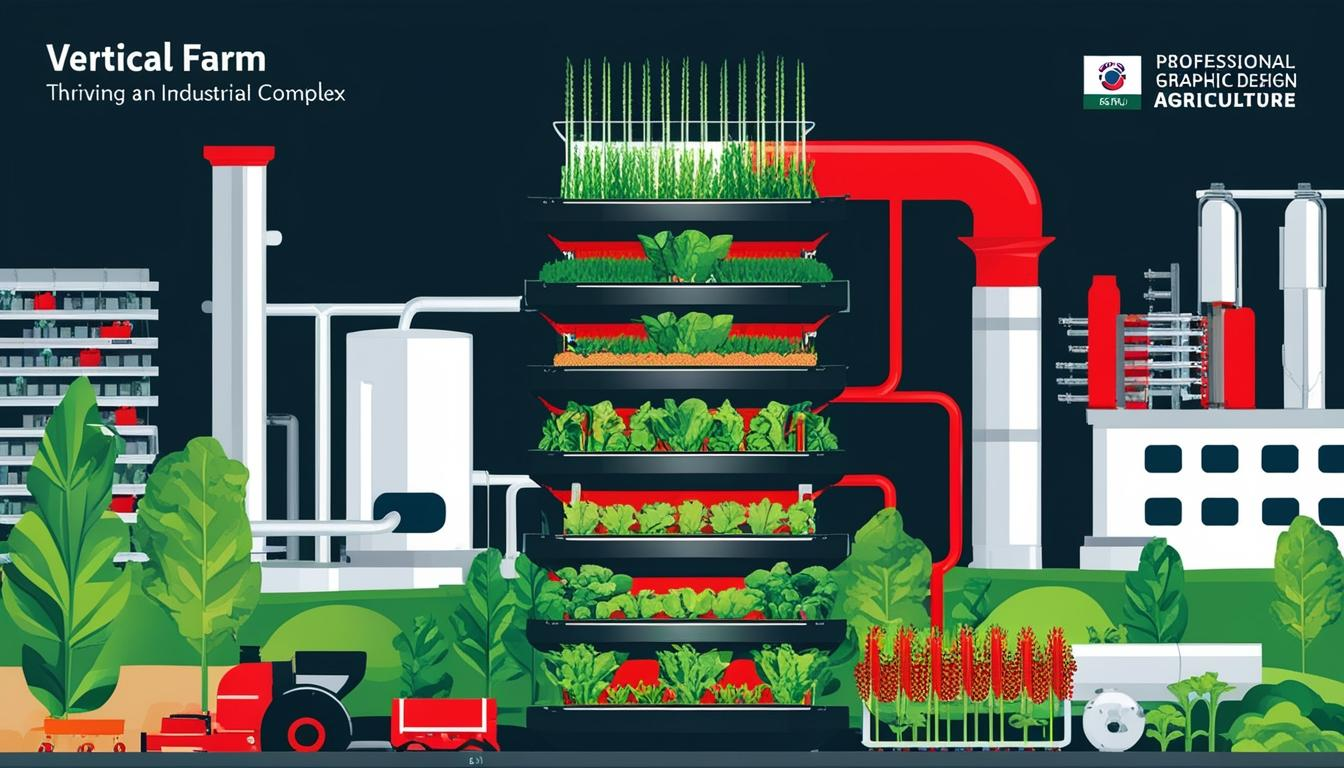 Vertical Farm
Thriving an Industrial Complex
PROFESSIONAL
GRAPHIC DESIGN
AGRICULTURE